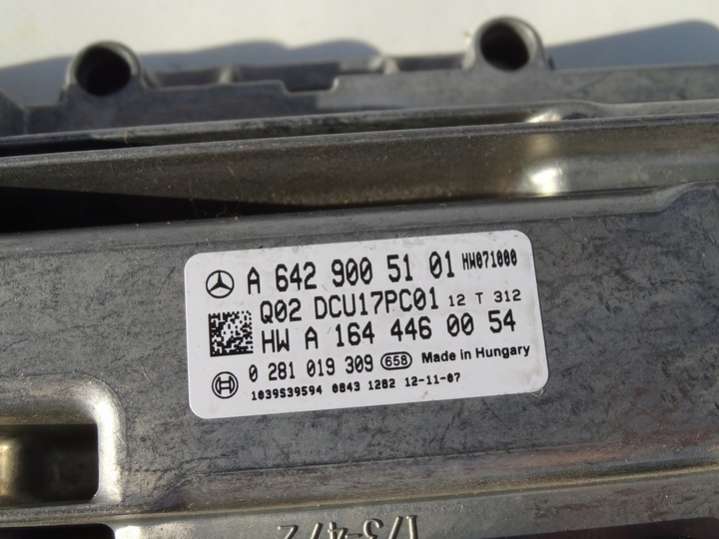 A 642 900 51 01 HW071000
Q02 DCU17PC01 12 T 312
HW A 164 446 00 54
0 281 019 309 658 Made in Hungary
1039S39594 0843 1282 12-11-07